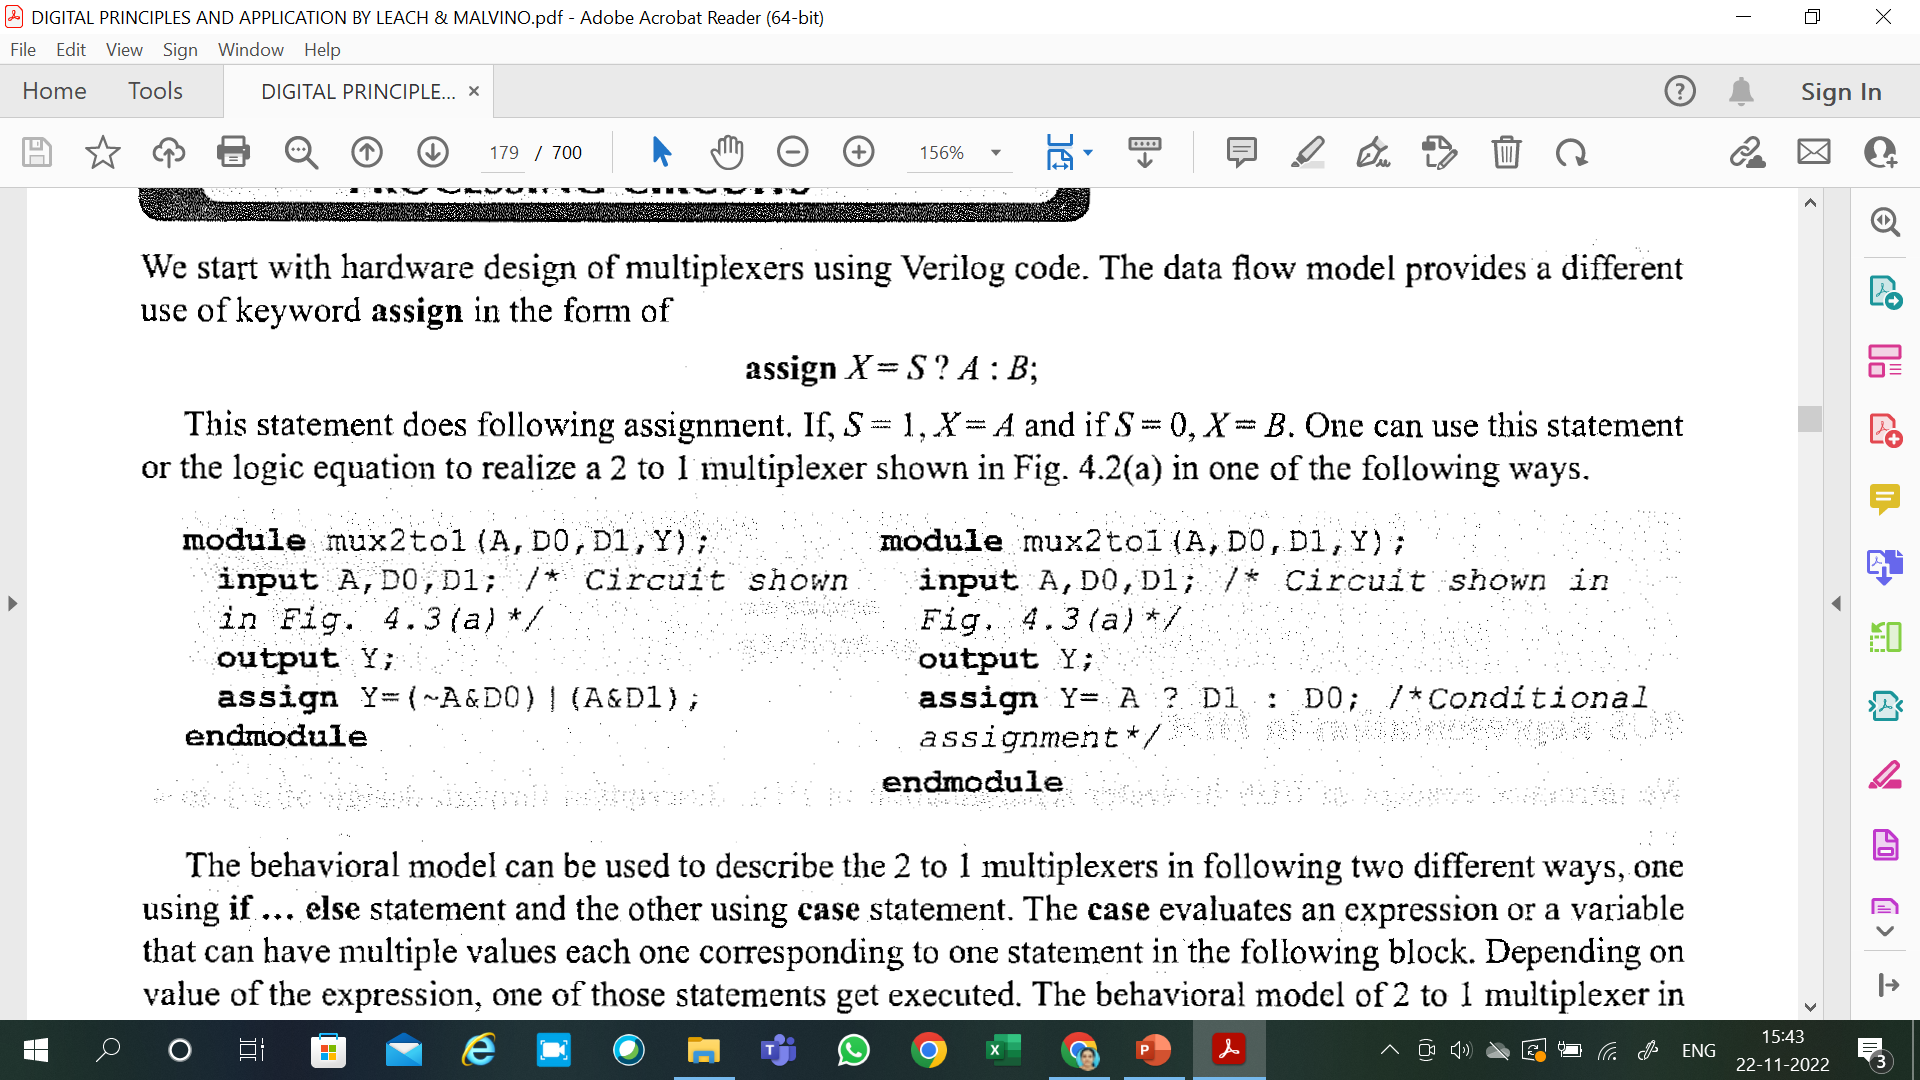 DIGITAL PRINCIPLES AND APPLICATION BY LEACH & MALVINO.pdf - Adobe Acrobat Reader (64-bit)
File Edit View Sign Window Help
Home Tools DIGITAL PRINCIPLE... × Sign In
179 / 700 156%
PROCESSING CIRCUITS
We start with hardware design of multiplexers using Verilog code. The data flow model provides a different
use of keyword assign in the form of
assign X = S ? A : B;
This statement does following assignment. If, S = 1, X = A and if S = 0, X = B. One can use this statement
or the logic equation to realize a 2 to 1 multiplexer shown in Fig. 4.2(a) in one of the following ways.
module mux2to1(A,D0,D1,Y);
input A,D0,D1; /* Circuit shown
in Fig. 4.3(a)*/
output Y;
assign Y=(~A&D0)|(A&D1);
endmodule
module mux2to1(A,D0,D1,Y);
input A,D0,D1; /* Circuit shown in
Fig. 4.3(a)*/
output Y;
assign Y= A ? D1 : D0; /*Conditional
assignment*/
endmodule
The behavioral model can be used to describe the 2 to 1 multiplexers in following two different ways, one
using if ... else statement and the other using case statement. The case evaluates an expression or a variable
that can have multiple values each one corresponding to one statement in the following block. Depending on
value of the expression, one of those statements get executed. The behavioral model of 2 to 1 multiplexer in
ENG
15:43
22-11-2022
3